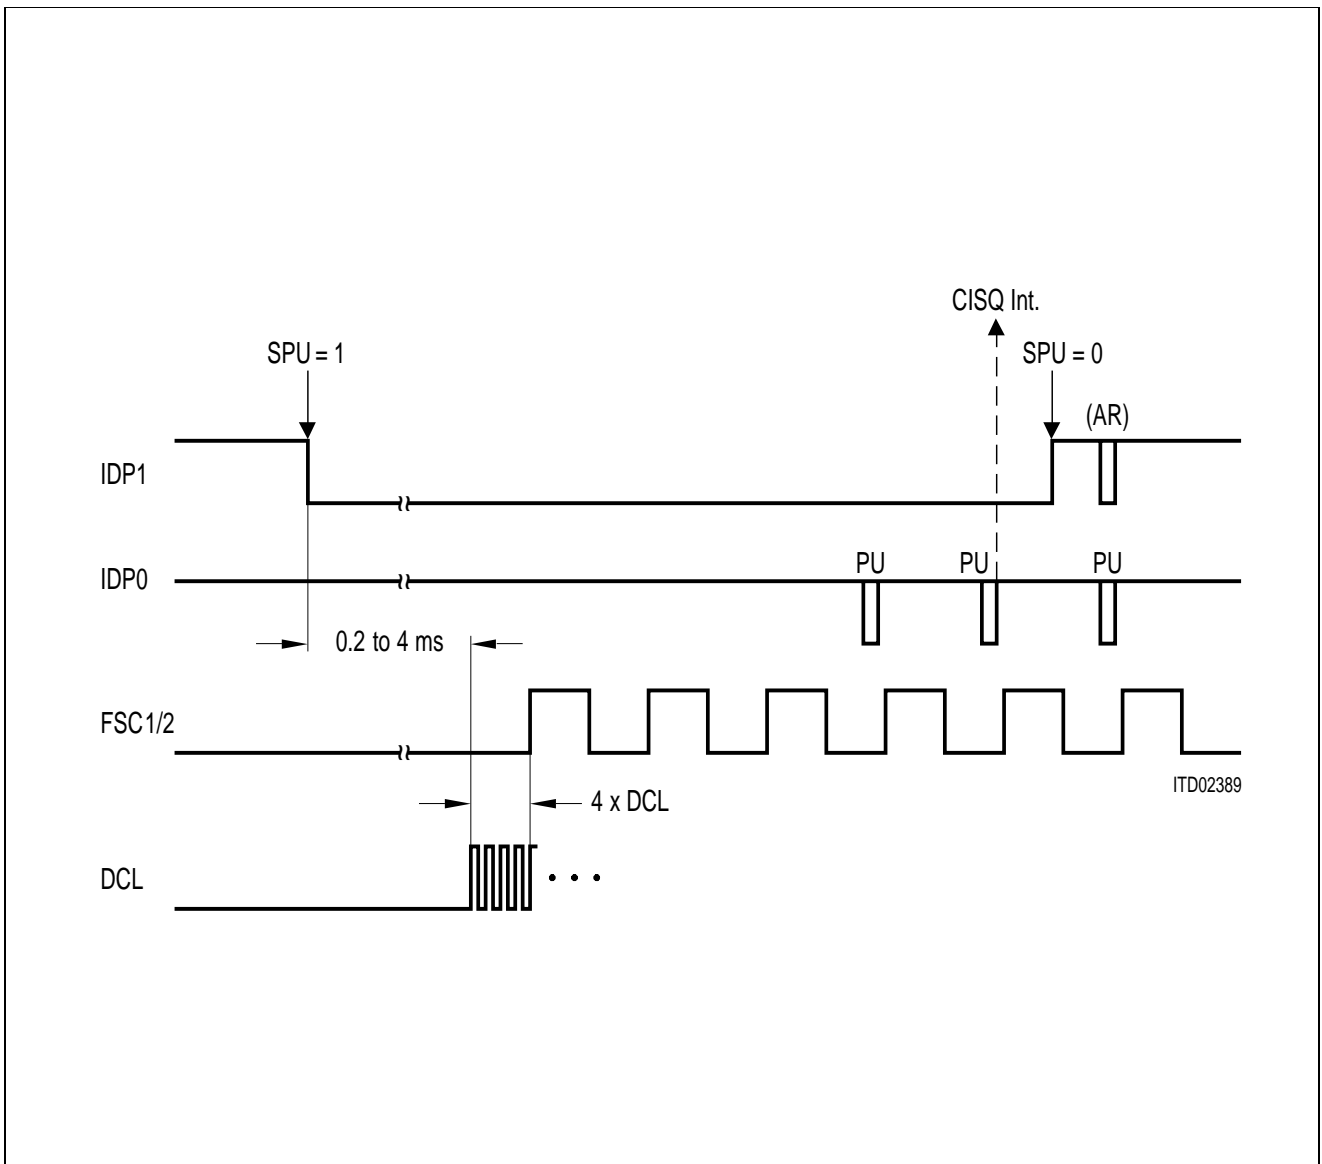 CISQ Int.
SPU = 1
SPU = 0
(AR)
IDP1
PU
PU
PU
IDP0
0.2 to 4 ms
FSC1/2
ITD02389
4 x DCL
DCL